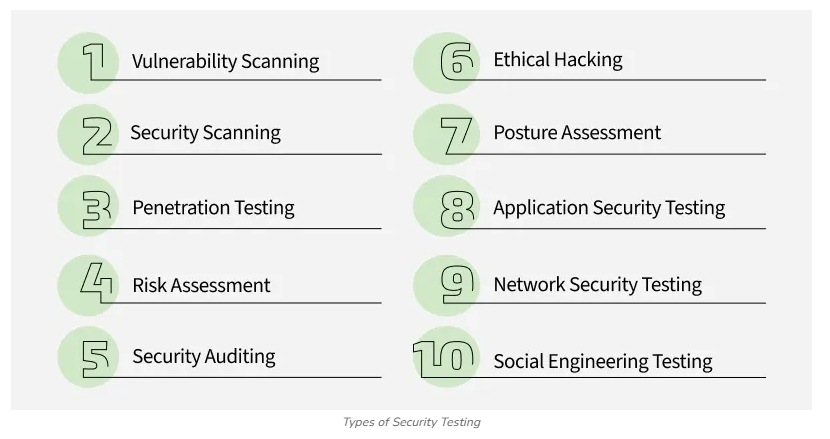 1 Vulnerability Scanning
2 Security Scanning
3 Penetration Testing
4 Risk Assessment
5 Security Auditing
6 Ethical Hacking
7 Posture Assessment
8 Application Security Testing
9 Network Security Testing
10 Social Engineering Testing
Types of Security Testing